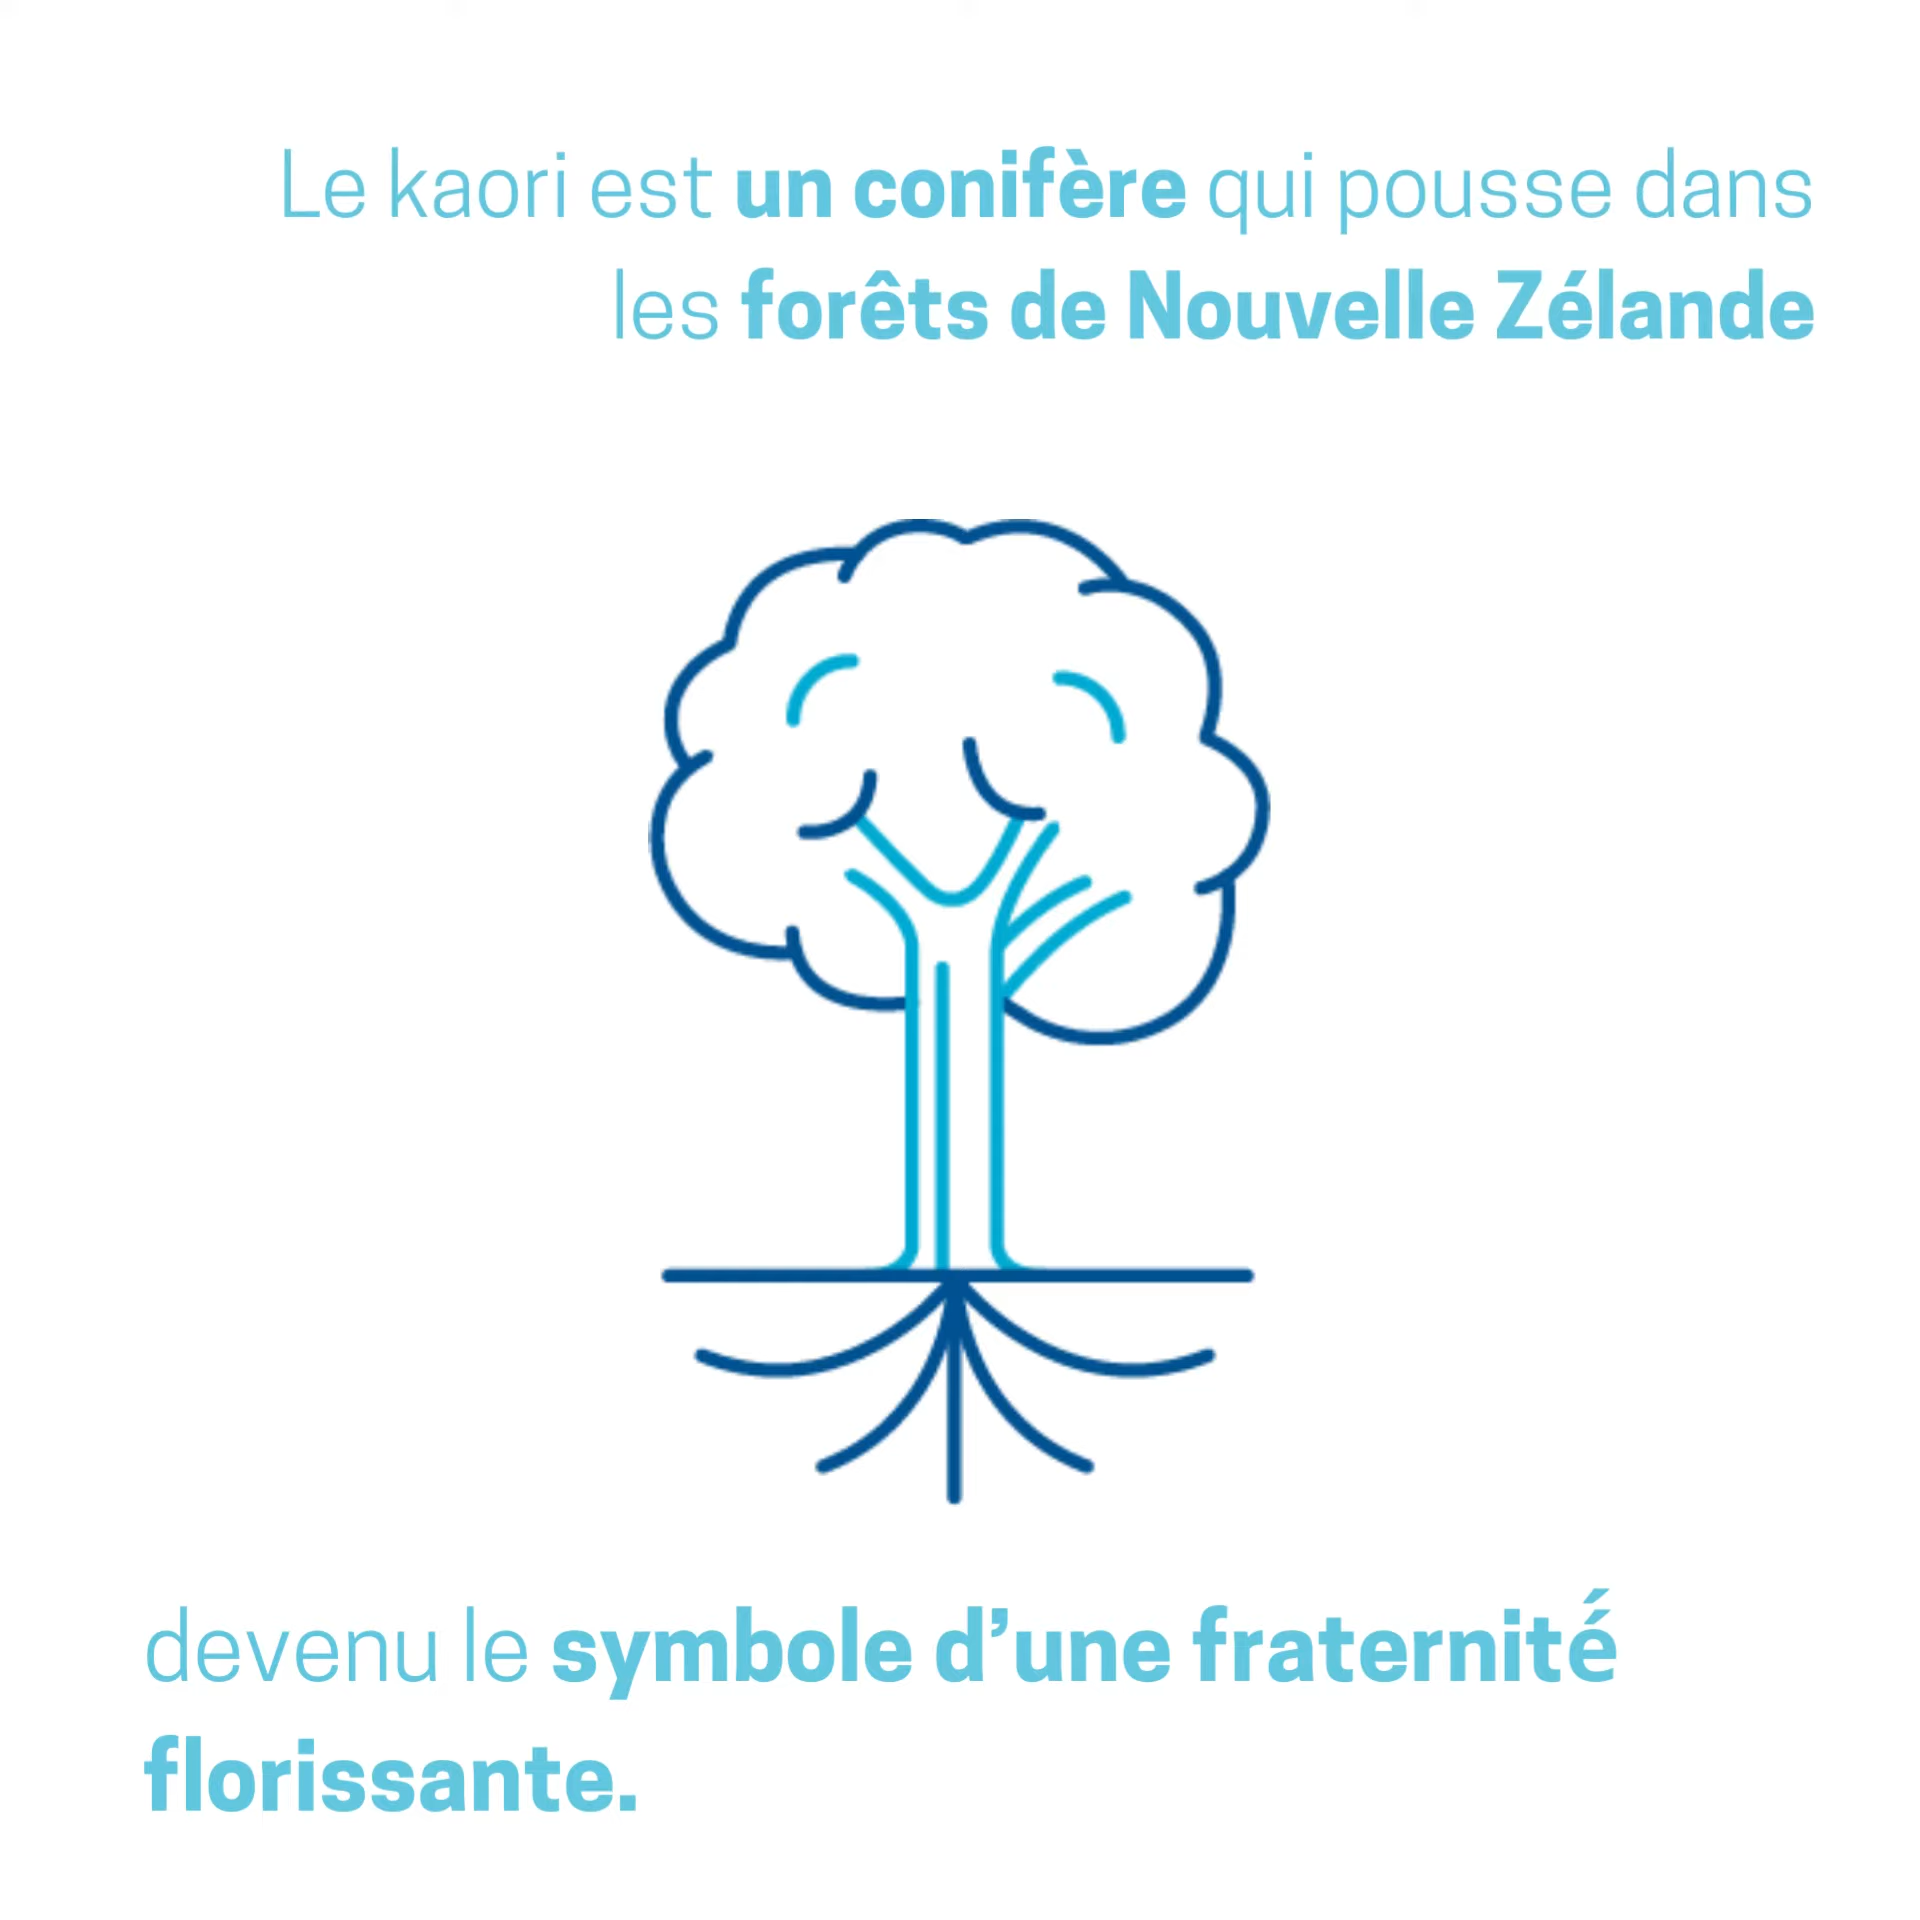 Le kaori est un conifère qui pousse dans
les forêts de Nouvelle Zélande
devenu le symbole d’une fraternité
florissante.